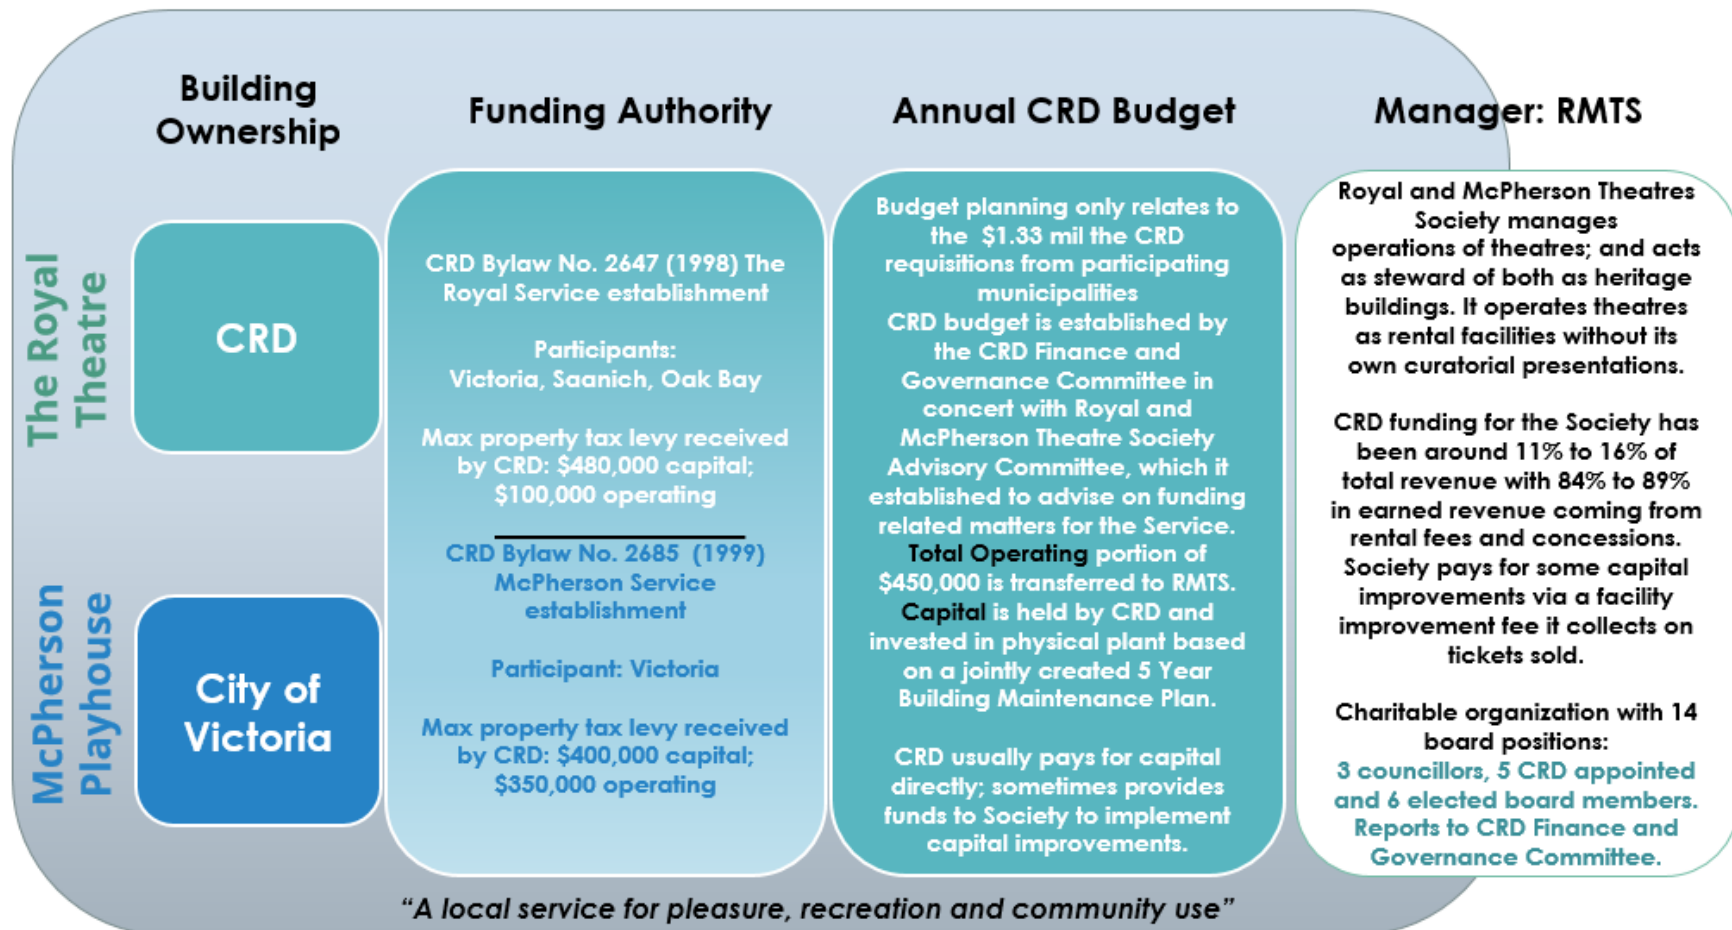 Building
Ownership
Funding Authority
Annual CRD Budget
Manager: RMTS
The Royal
Theatre
CRD
McPherson
Playhouse
City of
Victoria
CRD Bylaw No. 2647 (1998) The
Royal Service establishment
Participants:
Victoria, Saanich, Oak Bay
Max property tax levy received
by CRD: $480,000 capital;
$100,000 operating
CRD Bylaw No. 2685 (1999)
McPherson Service
establishment
Participant: Victoria
Max property tax levy received
by CRD: $400,000 capital;
$350,000 operating
Budget planning only relates to
the $1.33 mil the CRD
requisitions from participating
municipalities
CRD budget is established by
the CRD Finance and
Governance Committee in
concert with Royal and
McPherson Theatre Society
Advisory Committee, which it
established to advise on funding
related matters for the Service.
Total Operating portion of
$450,000 is transferred to RMTS.
Capital is held by CRD and
invested in physical plant based
on a jointly created 5 Year
Building Maintenance Plan.
CRD usually pays for capital
directly; sometimes provides
funds to Society to implement
capital improvements.
Royal and McPherson Theatres
Society manages
operations of theatres; and acts
as steward of both as heritage
buildings. It operates theatres
as rental facilities without its
own curatorial presentations.
CRD funding for the Society has
been around 11% to 16% of
total revenue with 84% to 89%
in earned revenue coming from
rental fees and concessions.
Society pays for some capital
improvements via a facility
improvement fee it collects on
tickets sold.
Charitable organization with 14
board positions:
3 councillors, 5 CRD appointed
and 6 elected board members.
Reports to CRD Finance and
Governance Committee.
“A local service for pleasure, recreation and community use”